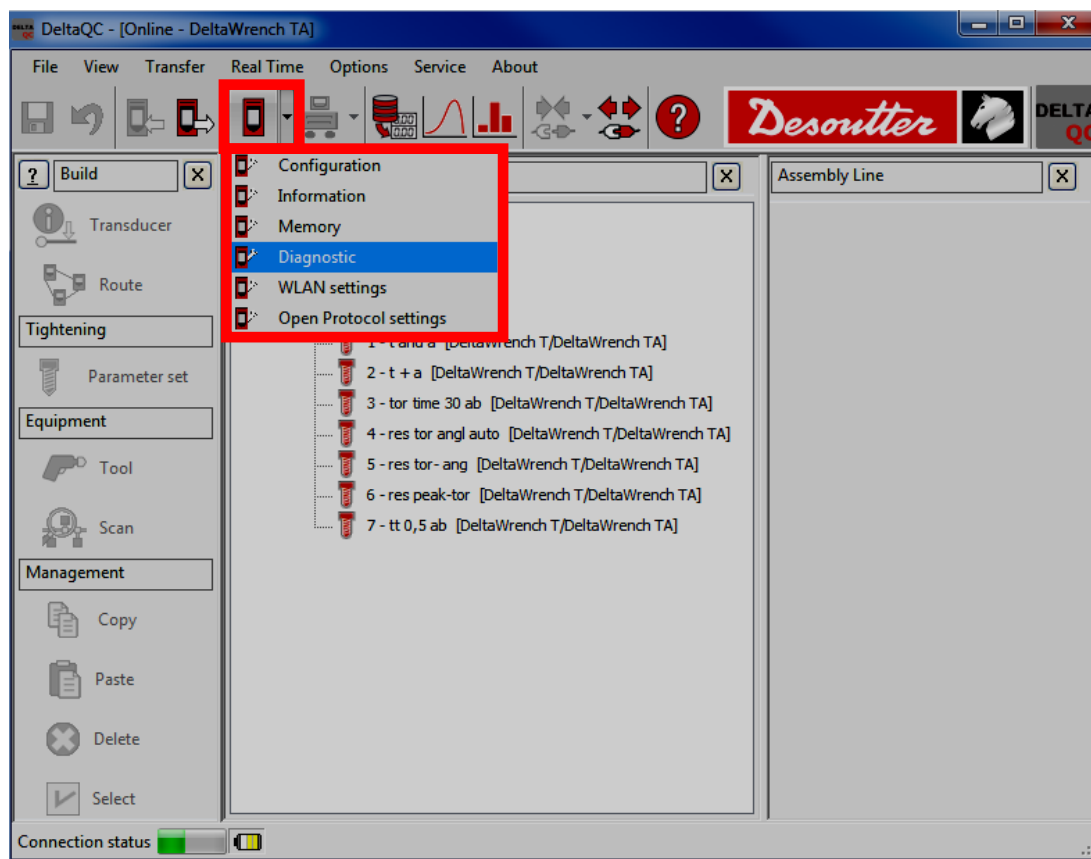 DeltaQC - [Online - DeltaWrench TA]
File View Transfer Real Time Options Service About
Desoutter
DELTA
QC
? Build
Assembly Line
Transducer
Route
Tightening
Parameter set
Equipment
Tool
Scan
Management
Copy
Paste
Delete
Select
Configuration
Information
Memory
Diagnostic
WLAN settings
Open Protocol settings
1 - t and a [DeltaWrench T/DeltaWrench TA]
2 - t + a [DeltaWrench T/DeltaWrench TA]
3 - tor time 30 ab [DeltaWrench T/DeltaWrench TA]
4 - res tor angl auto [DeltaWrench T/DeltaWrench TA]
5 - res tor- ang [DeltaWrench T/DeltaWrench TA]
6 - res peak-tor [DeltaWrench T/DeltaWrench TA]
7 - tt 0,5 ab [DeltaWrench T/DeltaWrench TA]
Connection status